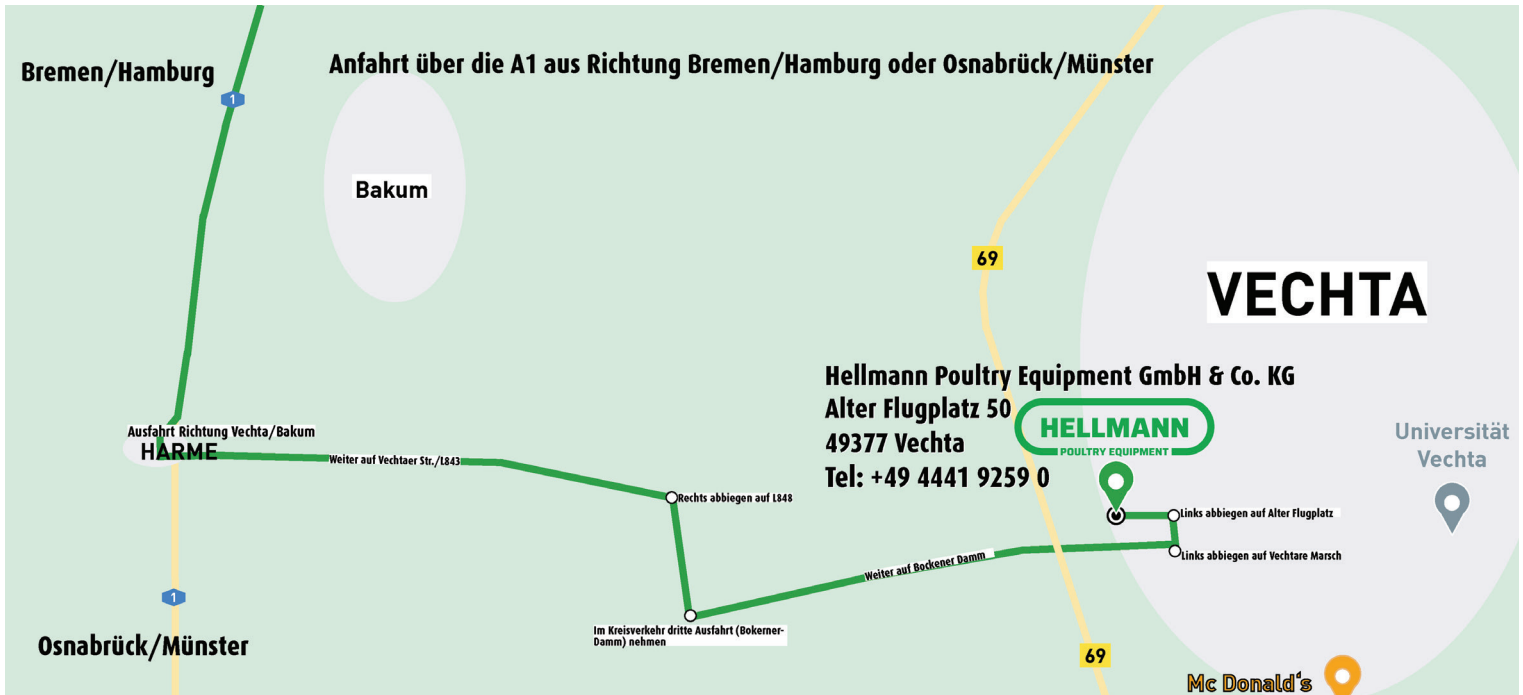 Bremen/Hamburg
Anfahrt über die A1 aus Richtung Bremen/Hamburg oder Osnabrück/Münster
1
Bakum
69
VECHTA
Hellmann Poultry Equipment GmbH & Co. KG
Alter Flugplatz 50
49377 Vechta
Tel: +49 4441 9259 0
HELLMANN
POULTRY EQUIPMENT
Universität
Vechta
Ausfahrt Richtung Vechta/Bakum
HARME
Weiter auf Vechtaer Str./L843
Rechts abbiegen auf L848
Links abbiegen auf Alter Flugplatz
Links abbiegen auf Vechtare Marsch
Weiter auf Bockener Damm
1
Im Kreisverkehr dritte Ausfahrt (Bokerner-
Damm) nehmen
Osnabrück/Münster
69
Mc Donald's